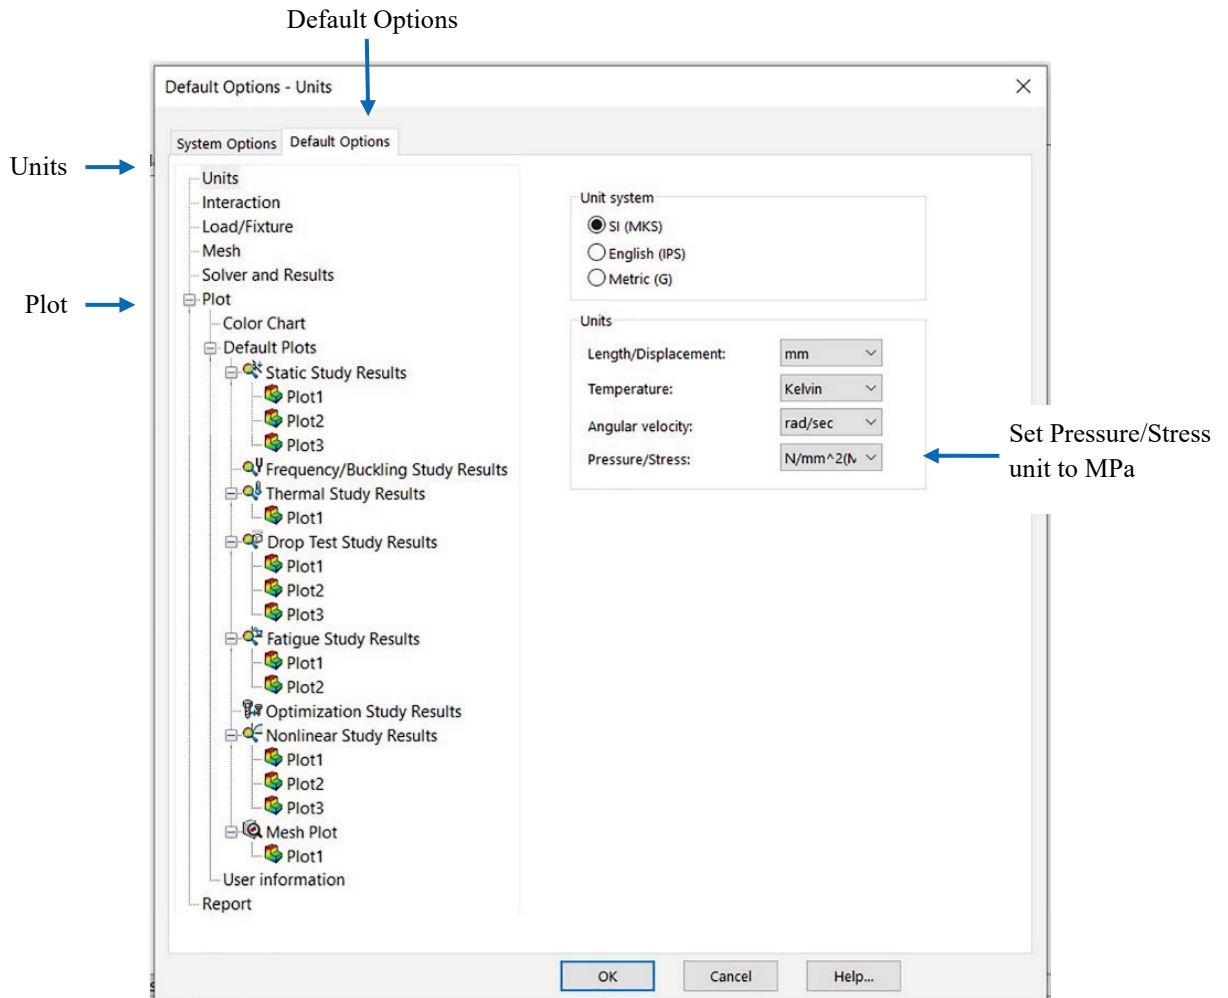 Default Options
Default Options - Units
System Options
Default Options
Units
Units
Interaction
Load/Fixture
Mesh
Solver and Results
Plot
Plot
Color Chart
Default Plots
Static Study Results
Plot1
Plot2
Plot3
Frequency/Buckling Study Results
Thermal Study Results
Plot1
Drop Test Study Results
Plot1
Plot2
Plot3
Fatigue Study Results
Plot1
Plot2
Optimization Study Results
Nonlinear Study Results
Plot1
Plot2
Plot3
Mesh Plot
Plot1
User information
Report
Unit system
SI (MKS)
English (IPS)
Metric (G)
Units
Length/Displacement: mm
Temperature: Kelvin
Angular velocity: rad/sec
Pressure/Stress: N/mm^2(
Set Pressure/Stress
unit to MPa
OK Cancel Help...